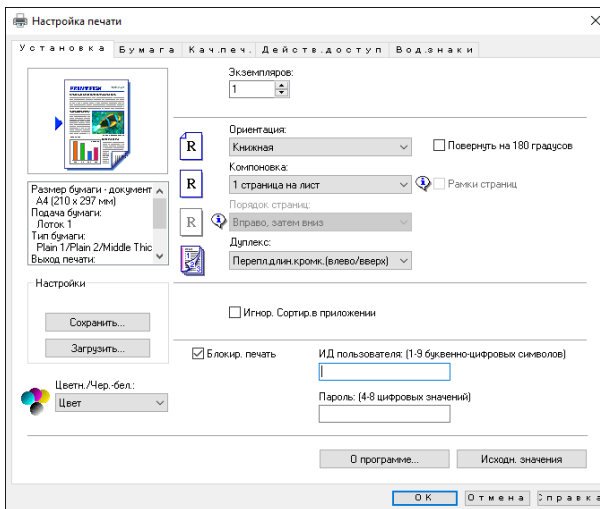 Настройка печати
Установка Бумага Кач.печ. Действ.доступ Вод.знаки
Экземпляров:
1
Ориентация:
Книжная
Повернуть на 180 градусов
Компоновка:
1 страница на лист
Рамки страниц
Порядок страниц:
Вправо, затем вниз
Дуплекс:
Перепл.длин.кромк.(влево/вверх)
Размер бумаги - документ
A4 (210 x 297 мм)
Подача бумаги:
Лоток 1
Тип бумаги:
Plain 1/Plain 2/Middle Thic
Выход печати:
Настройки
Сохранить...
Загрузить...
Игнор. Сортир.в приложении
Блокир. печать
ИД пользователя: (1-9 буквенно-цифровых символов)
Пароль: (4-8 цифровых значений)
Цветн./Чер.-бел.:
Цвет
О программе...
Исходн. значения
OK
Отмена
Справка